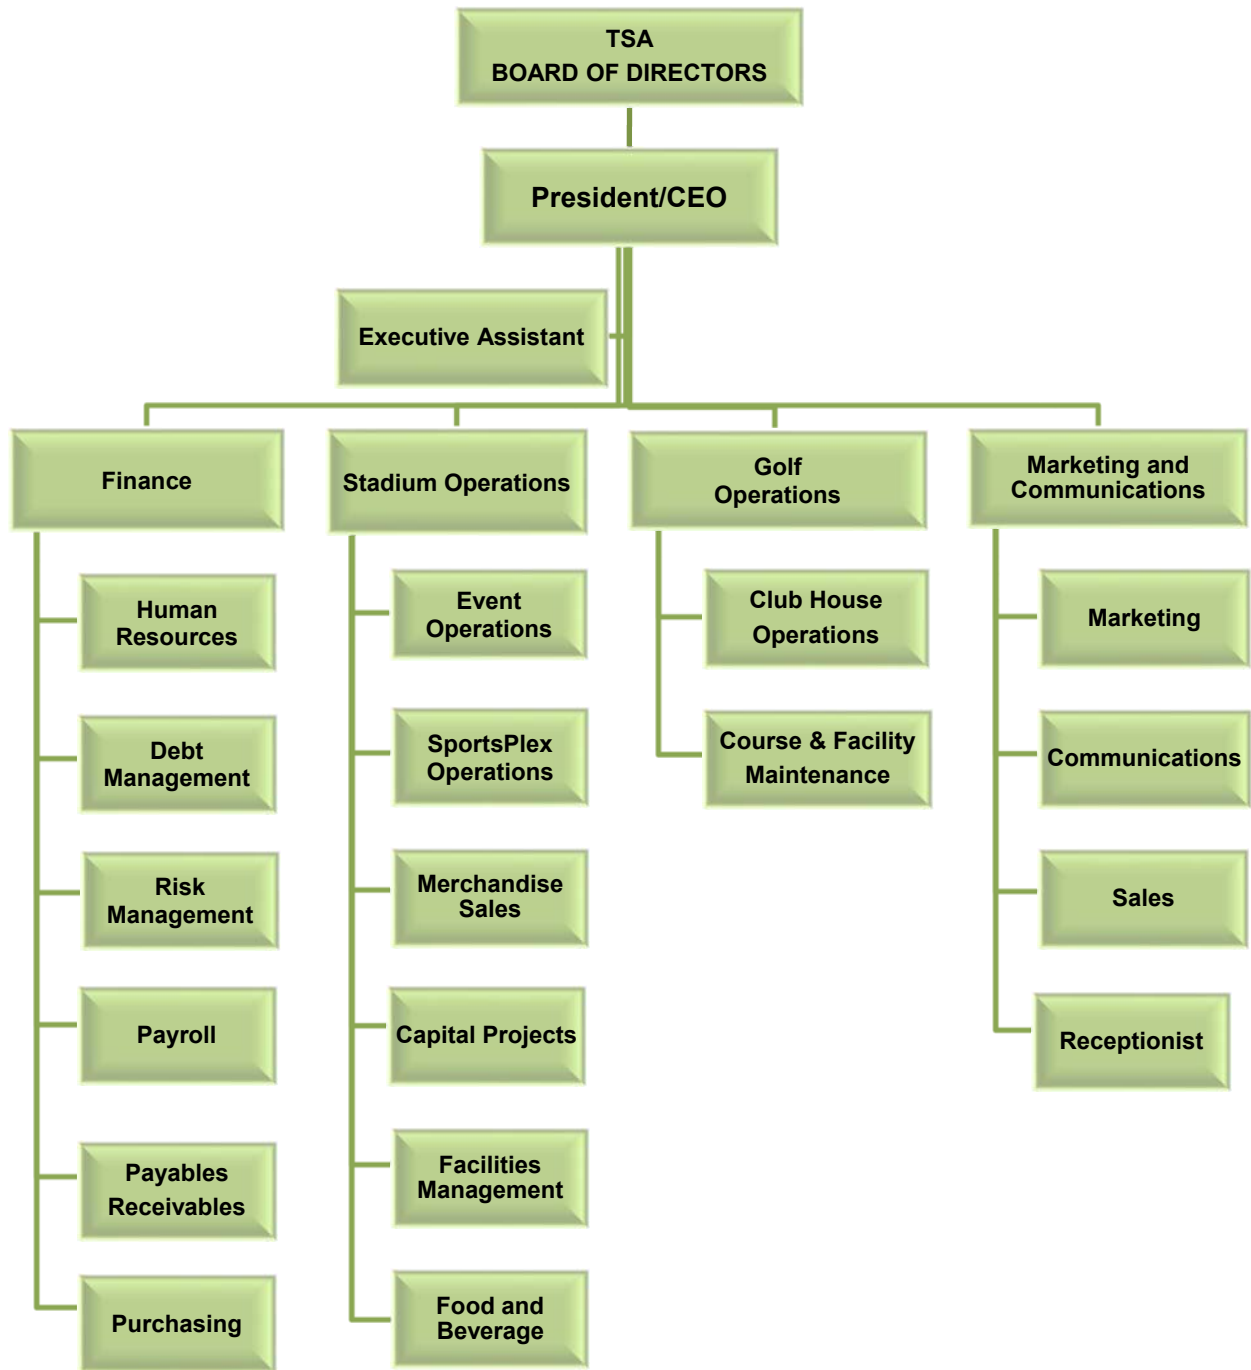 TSA
BOARD OF DIRECTORS
President/CEO
Executive Assistant
Finance
Human
Resources
Debt
Management
Risk
Management
Payroll
Payables
Receivables
Purchasing
Stadium Operations
Event
Operations
SportsPlex
Operations
Merchandise
Sales
Capital Projects
Facilities
Management
Food and
Beverage
Golf
Operations
Club House
Operations
Course & Facility
Maintenance
Marketing and
Communications
Marketing
Communications
Sales
Receptionist